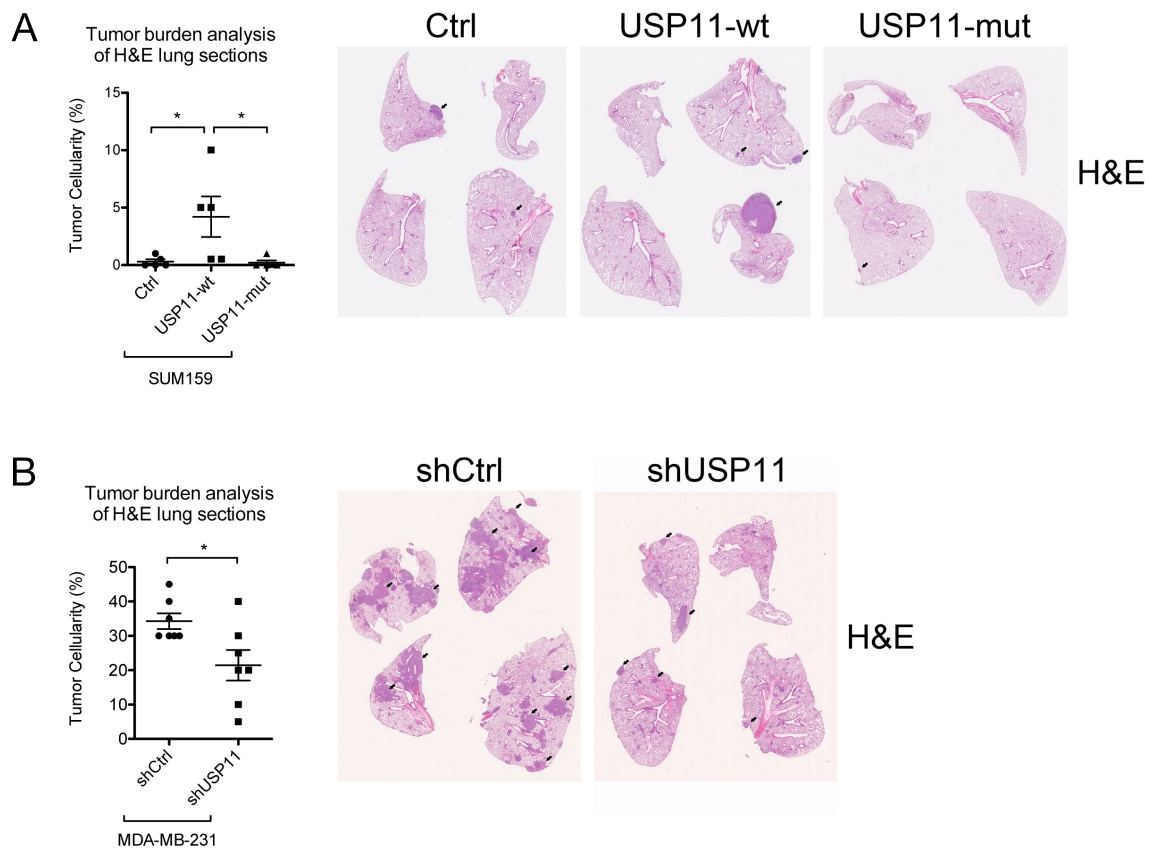 A
Tumor burden analysis
of H&E lung sections
Tumor Cellularity (%)
15
10
5
0
*
*
Ctrl
USP11-wt
USP11-mut
SUM159
Ctrl
USP11-wt
USP11-mut
H&E
B
Tumor burden analysis
of H&E lung sections
Tumor Cellularity (%)
50
40
30
20
10
0
*
shCtrl
shUSP11
MDA-MB-231
shCtrl
shUSP11
H&E